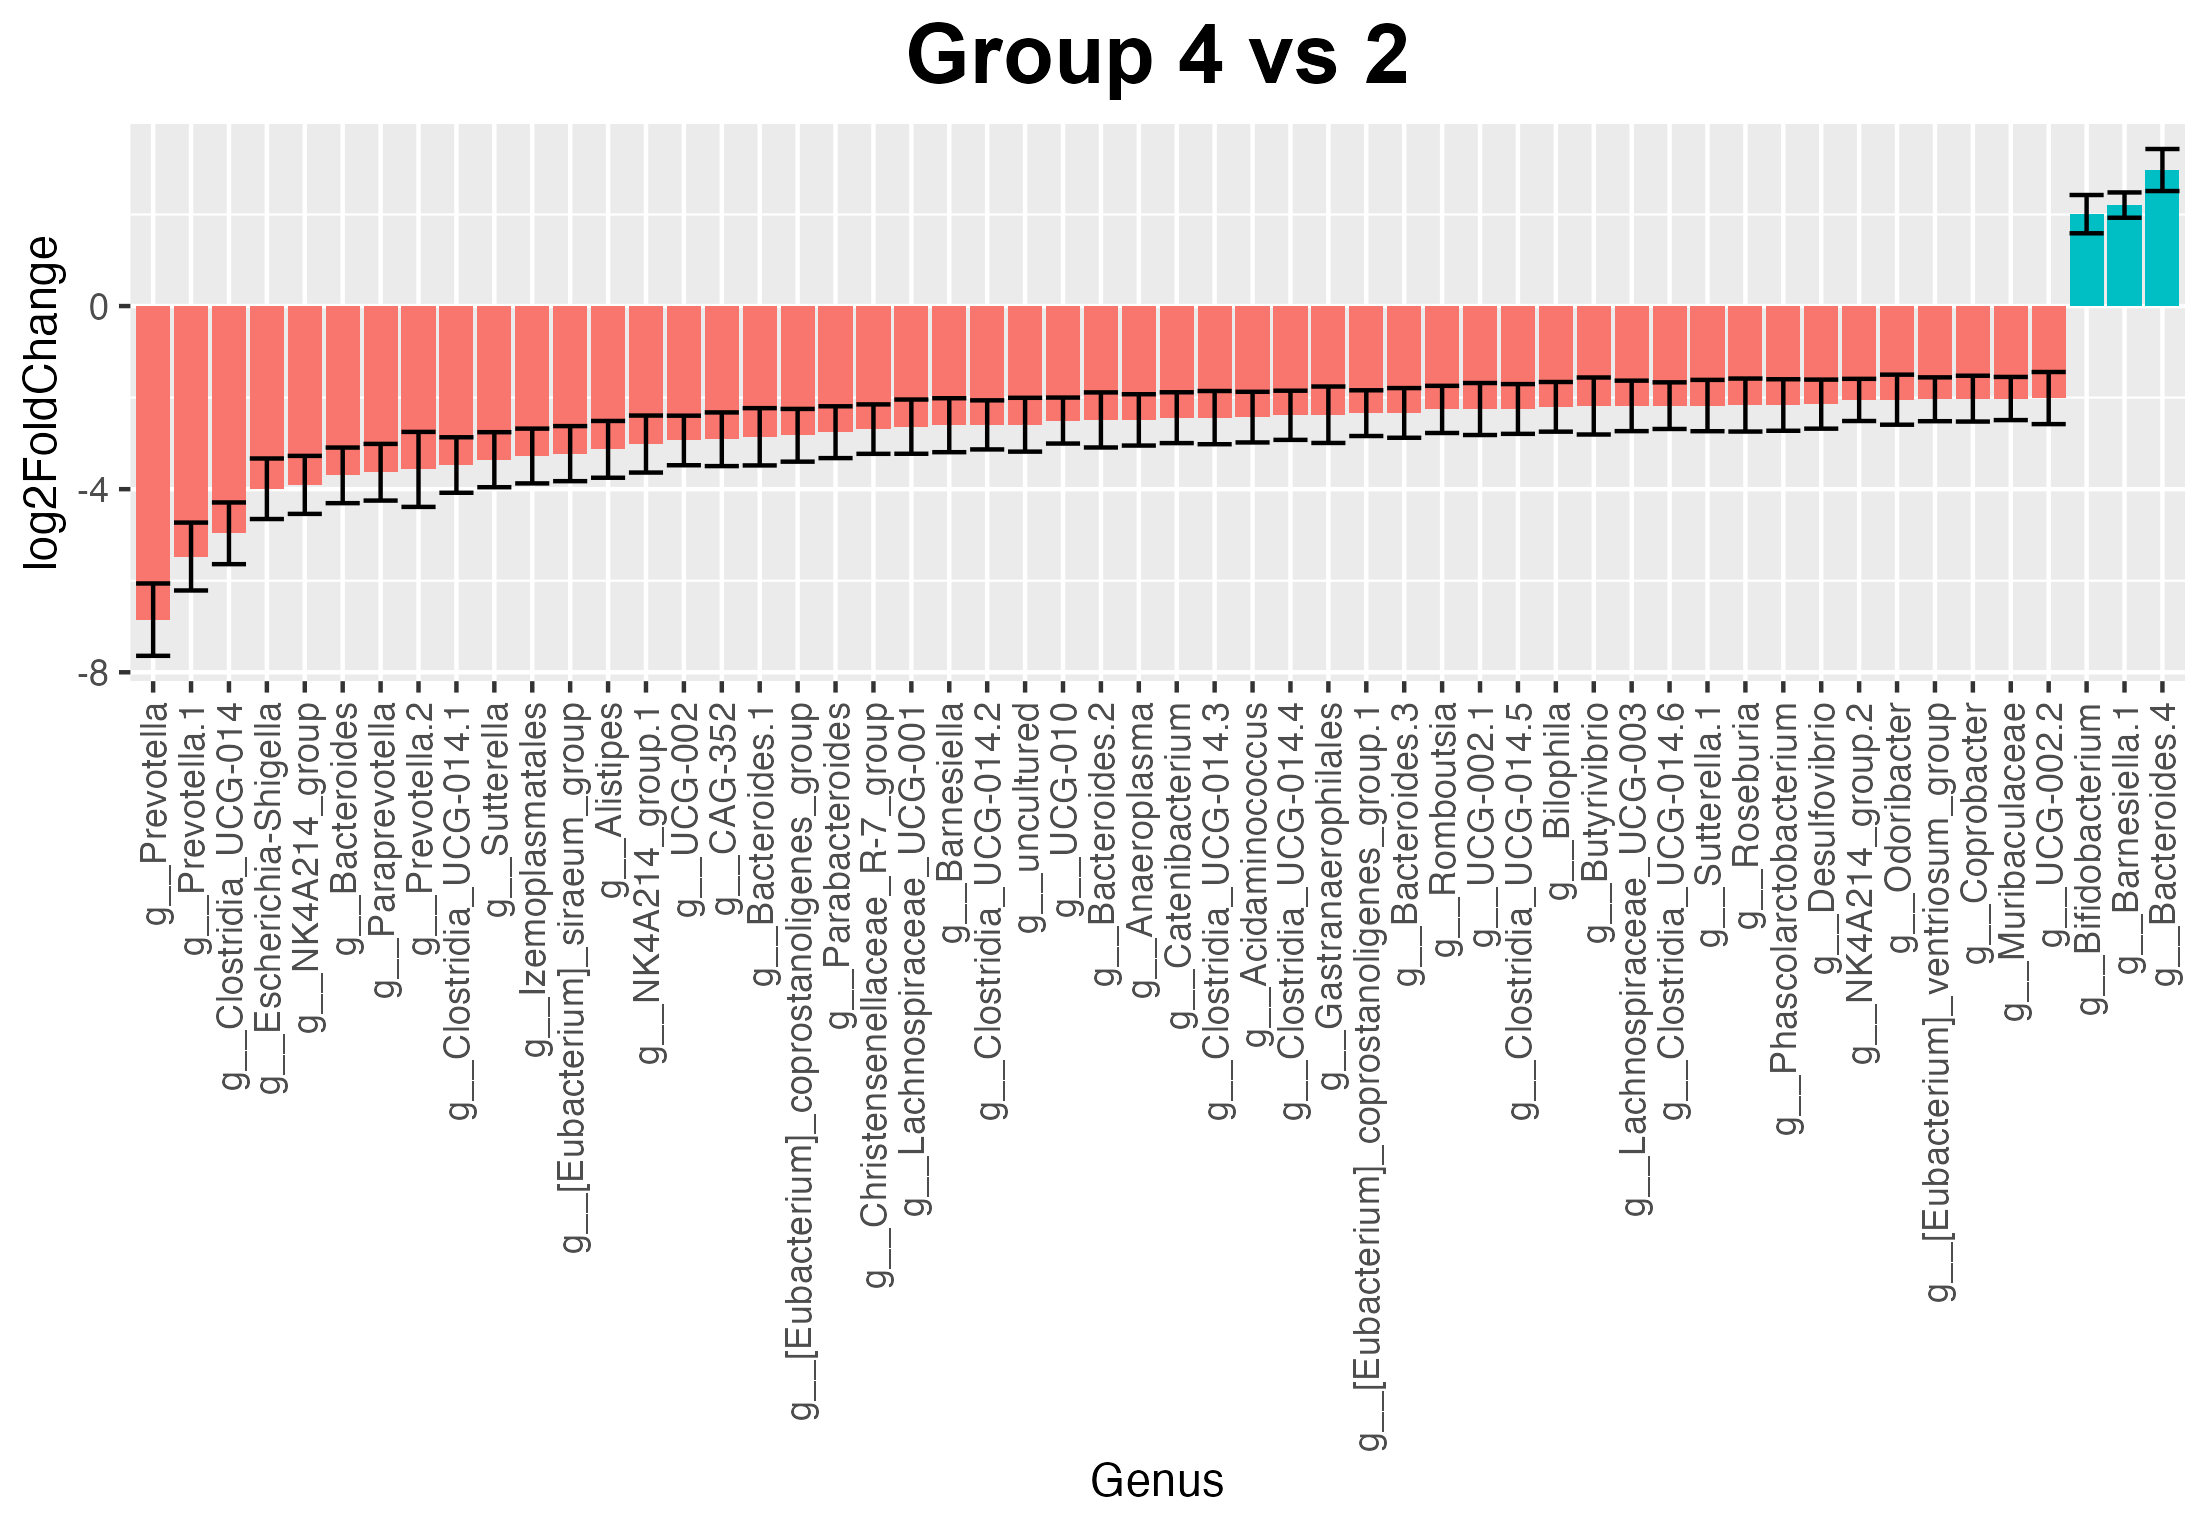 Group 4 vs 2
log2FoldChange
0
-4
-8
g__Prevotella
g__Prevotella.1
g__Clostridia_UCG-014
g__Escherichia-Shigella
g__NK4A214_group
g__Bacteroides
g__Paraprevotella
g__Prevotella.2
g__Clostridia_UCG-014.1
g__Sutterella
g__Izemoplasmatales
g__[Eubacterium]_siraeum_group
g__Alistipes
g__NK4A214_group.1
g__UCG-002
g__CAG-352
g__Bacteroides.1
g__[Eubacterium]_coprostanoligenes_group
g__Parabacteroides
g__Christensenellaceae_R-7_group
g__Lachnospiraceae_UCG-001
g__Barnesiella
g__Clostridia_UCG-014.2
g__uncultured
g__UCG-010
g__Bacteroides.2
g__Anaeroplasma
g__Catenibacterium
g__Clostridia_UCG-014.3
g__Acidaminococcus
g__Clostridia_UCG-014.4
g__Gastranaerophilales
g__[Eubacterium]_coprostanoligenes_group.1
g__Bacteroides.3
g__Romboutsia
g__UCG-002.1
g__Clostridia_UCG-014.5
g__Bilophila
g__Butyrivibrio
g__Lachnospiraceae_UCG-003
g__Clostridia_UCG-014.6
g__Sutterella.1
g__Roseburia
g__Phascolarctobacterium
g__Desulfovibrio
g__NK4A214_group.2
g__Odoribacter
g__[Eubacterium]_ventriosum_group
g__Coprobacter
g__Muribaculaceae
g__UCG-002.2
g__Bifidobacterium
g__Barnesiella.1
g__Bacteroides.4
Genus